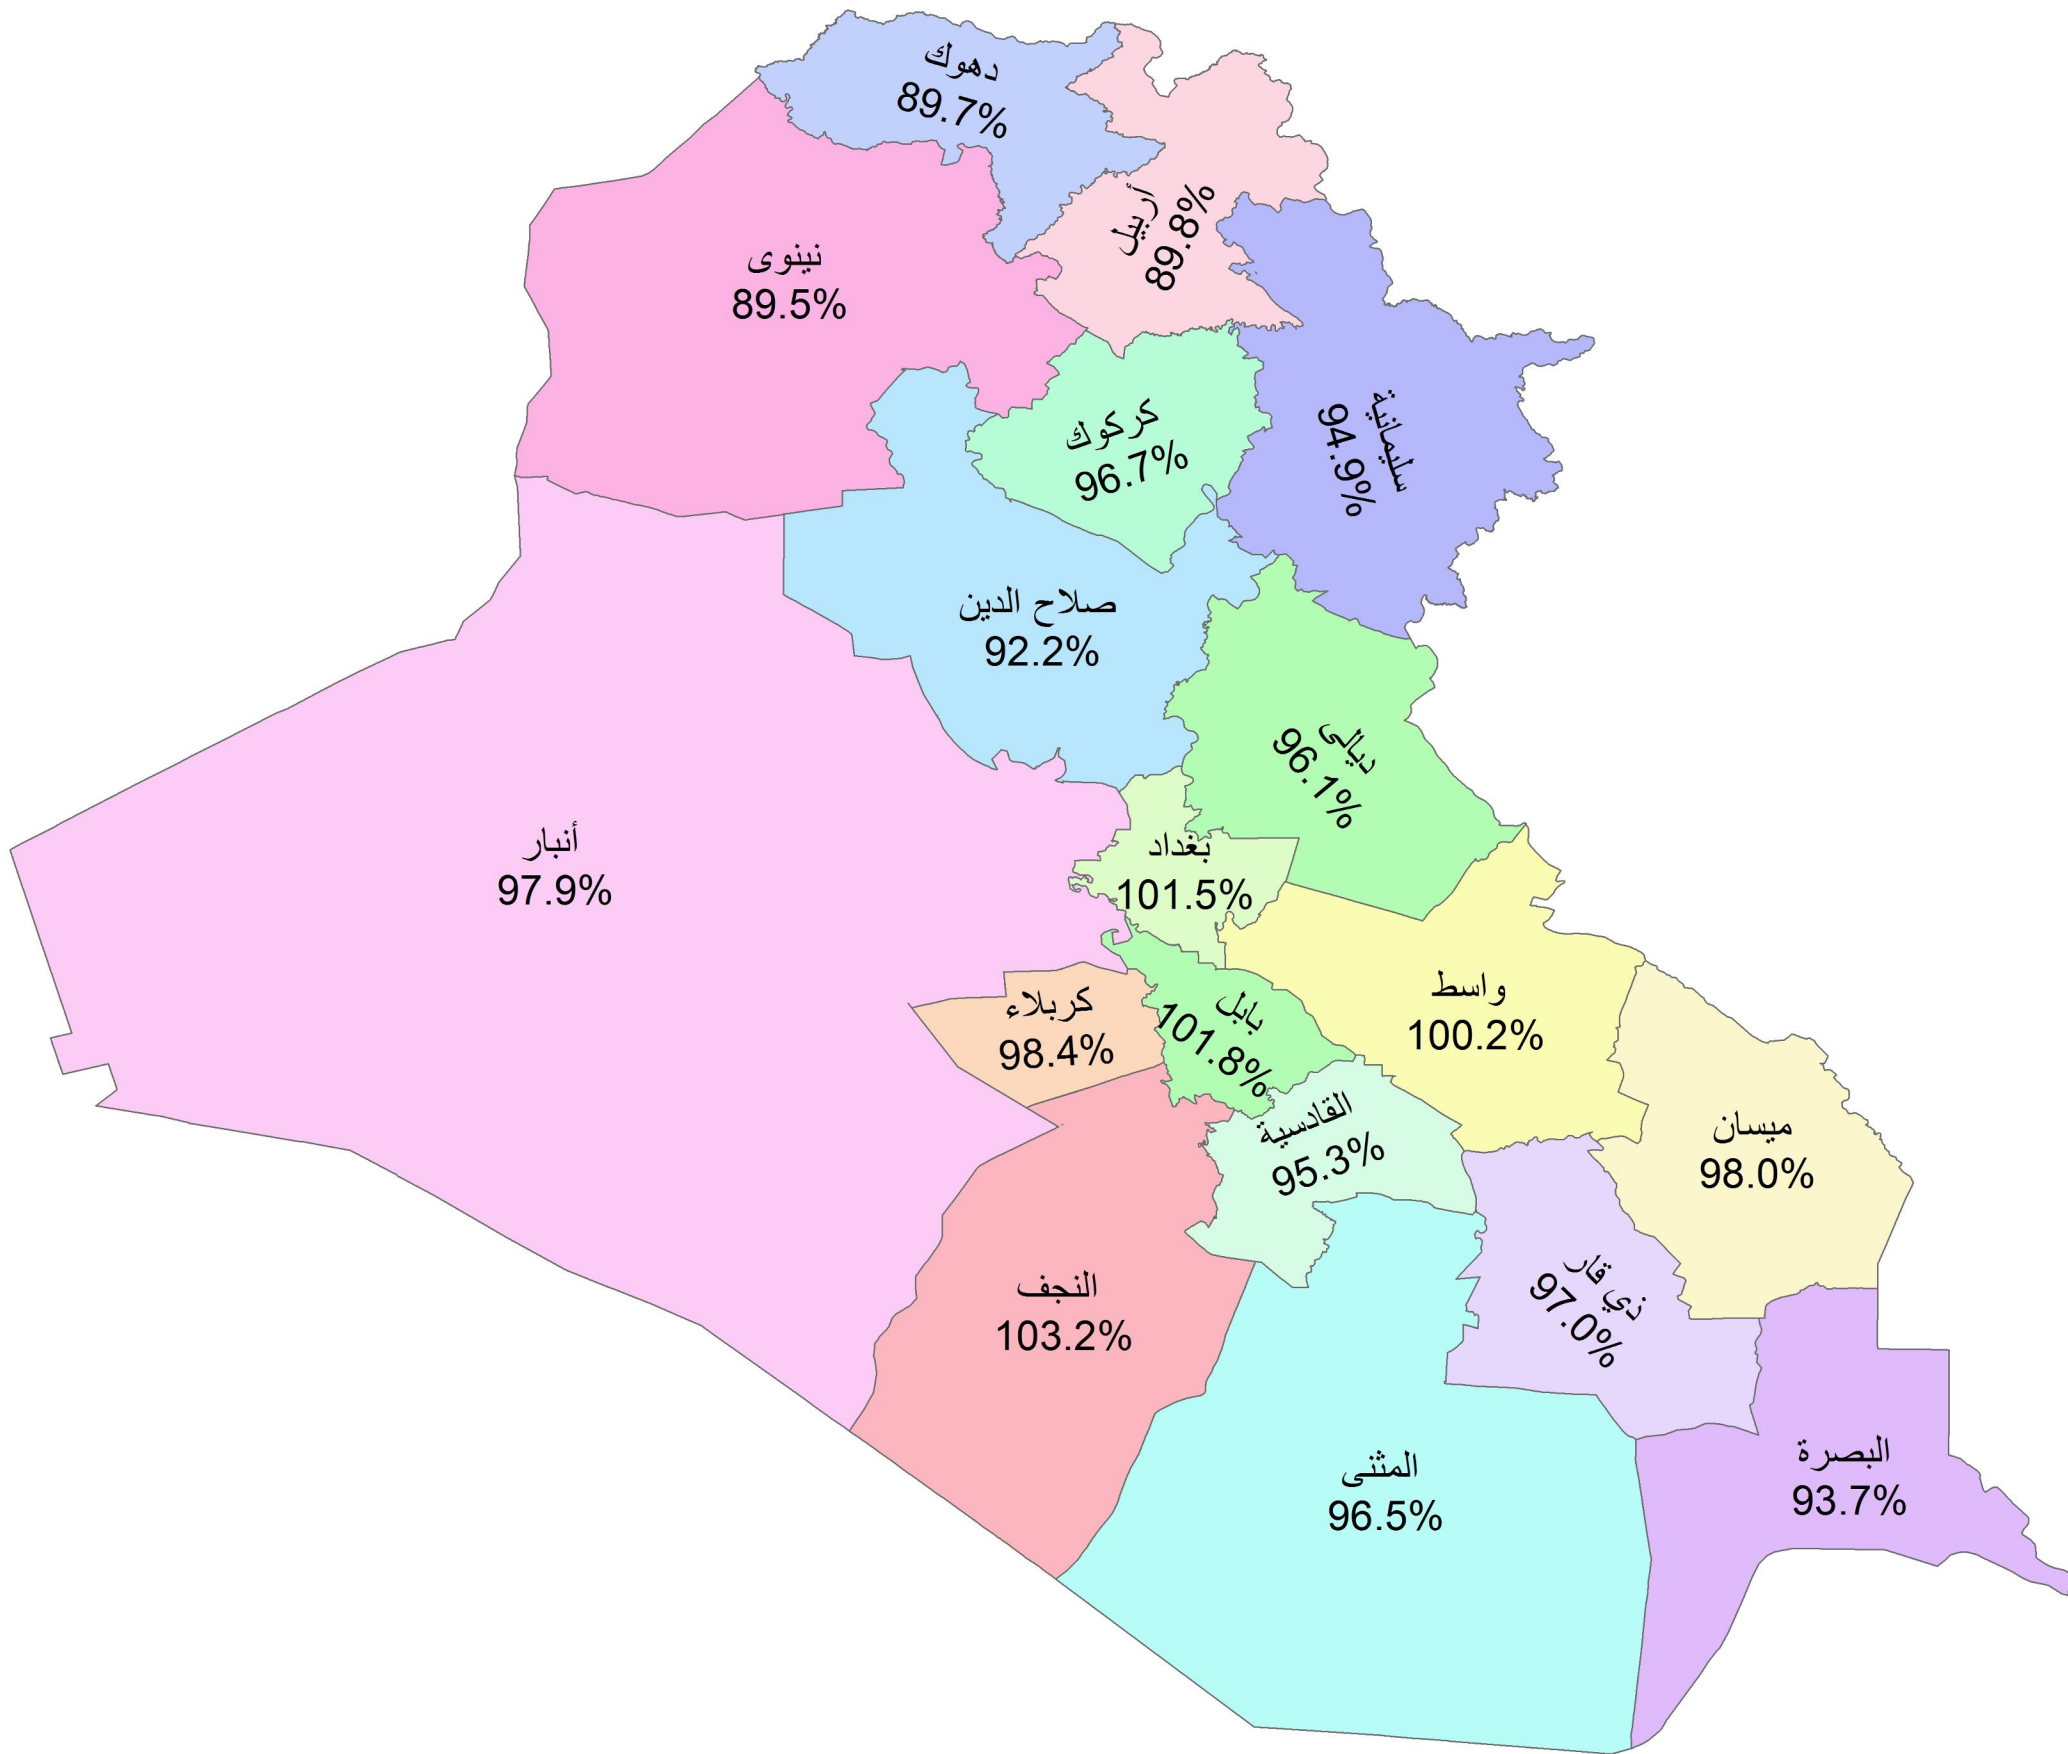 دهوك
89.7%
أربيل
89.8%
نينوى
89.5%
سليمانية
94.9%
كركوك
96.7%
صلاح الدين
92.2%
ديالى
96.1%
أنبار
97.9%
بغداد
101.5%
واسط
100.2%
كربلاء
98.4%
بابل
101.8%
القادسية
95.3%
ميسان
98.0%
النجف
103.2%
ذي قار
97.0%
المثنى
96.5%
البصرة
93.7%